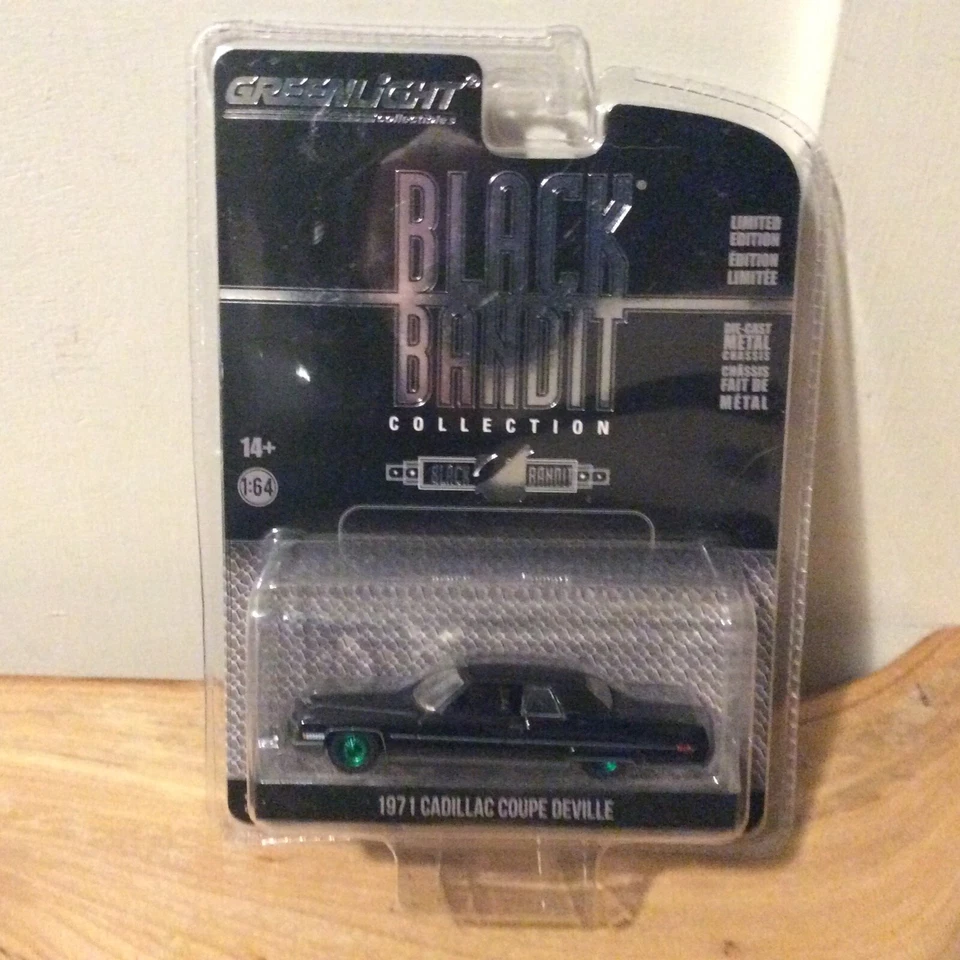 GREENLiGHT
collectibles
BLACK
BANDIT
COLLECTION
LIMITED
EDITION
ÉDITION
LIMITÉE
DIE-CAST
METAL
CHASSIS
CHÂSSIS
FAIT DE
MÉTAL
14+
1:64
BLACK BANDIT
1971 CADILLAC COUPE DEVILLE